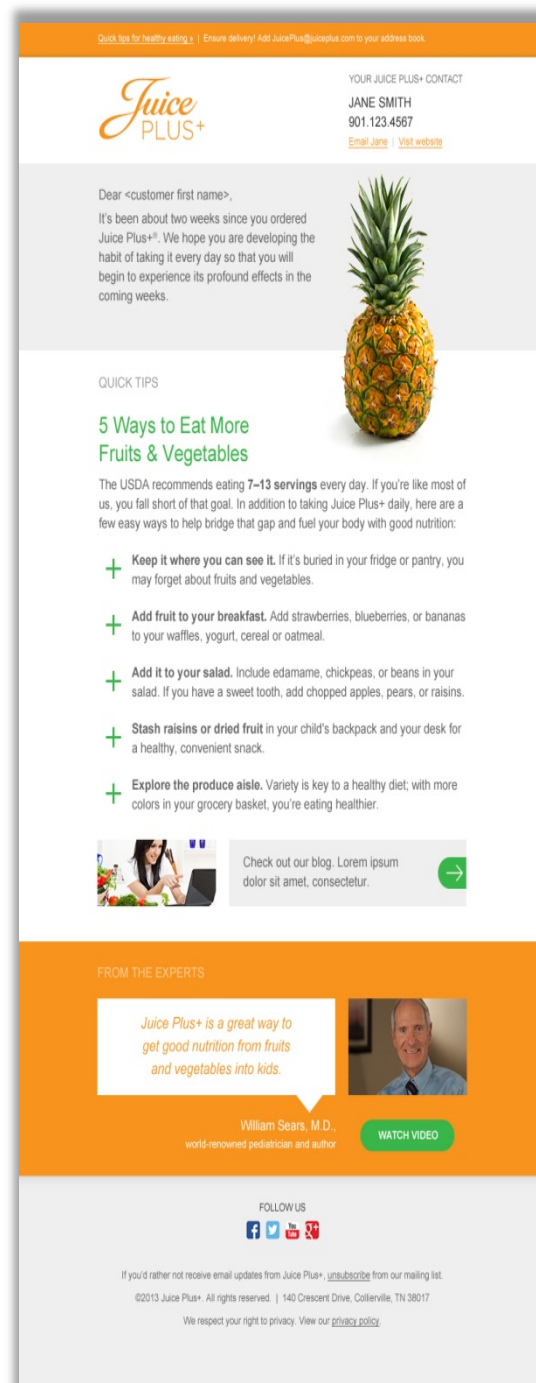 Quick tips for healthy eating » | Ensure delivery! Add JuicePlus@juiceplus.com to your address book.
Juice
PLUS+
YOUR JUICE PLUS+ CONTACT
JANE SMITH
901.123.4567
Email Jane | Visit website
Dear <customer first name>,
It's been about two weeks since you ordered
Juice Plus+®. We hope you are developing the
habit of taking it every day so that you will
begin to experience its profound effects in the
coming weeks.
QUICK TIPS
5 Ways to Eat More
Fruits & Vegetables
The USDA recommends eating 7–13 servings every day. If you're like most of
us, you fall short of that goal. In addition to taking Juice Plus+ daily, here are a
few easy ways to help bridge that gap and fuel your body with good nutrition:
+ Keep it where you can see it. If it's buried in your fridge or pantry, you
may forget about fruits and vegetables.
+ Add fruit to your breakfast. Add strawberries, blueberries, or bananas
to your waffles, yogurt, cereal or oatmeal.
+ Add it to your salad. Include edamame, chickpeas, or beans in your
salad. If you have a sweet tooth, add chopped apples, pears, or raisins.
+ Stash raisins or dried fruit in your child's backpack and your desk for
a healthy, convenient snack.
+ Explore the produce aisle. Variety is key to a healthy diet; with more
colors in your grocery basket, you're eating healthier.
Check out our blog. Lorem ipsum
dolor sit amet, consectetur.
FROM THE EXPERTS
Juice Plus+ is a great way to
get good nutrition from fruits
and vegetables into kids.
William Sears, M.D.,
world-renowned pediatrician and author
WATCH VIDEO
FOLLOW US
f You Tube g+
If you'd rather not receive email updates from Juice Plus+, unsubscribe from our mailing list.
©2013 Juice Plus+. All rights reserved. | 140 Crescent Drive, Collierville, TN 38017
We respect your right to privacy. View our privacy policy.